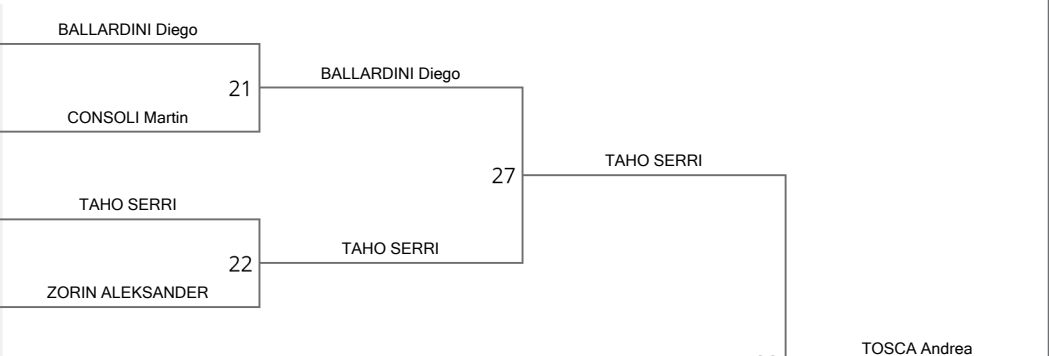 BALLARDINI Diego
21
BALLARDINI Diego
CONSOLI Martin
27
TAHO SERRI
TAHO SERRI
22
TAHO SERRI
ZORIN ALEKSANDER
TOSCA Andrea